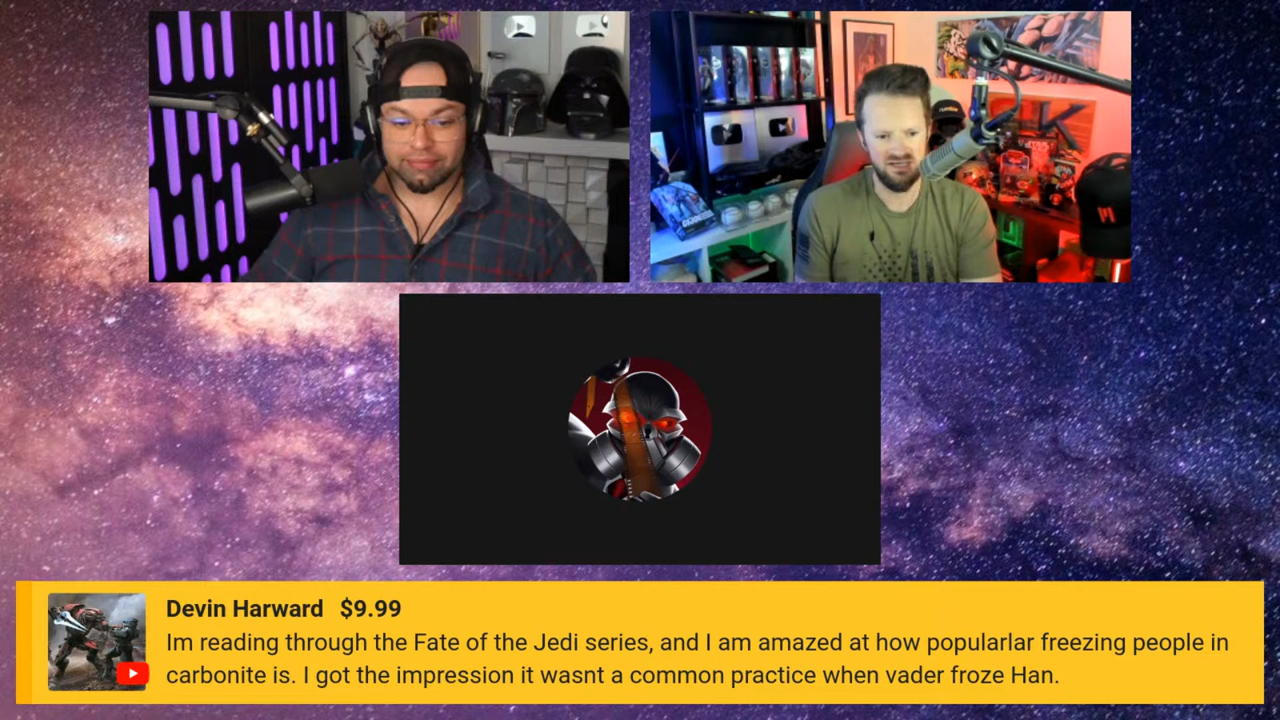 Devin Harward $9.99
Im reading through the Fate of the Jedi series, and I am amazed at how popularlar freezing people in
carbonite is. I got the impression it wasnt a common practice when vader froze Han.